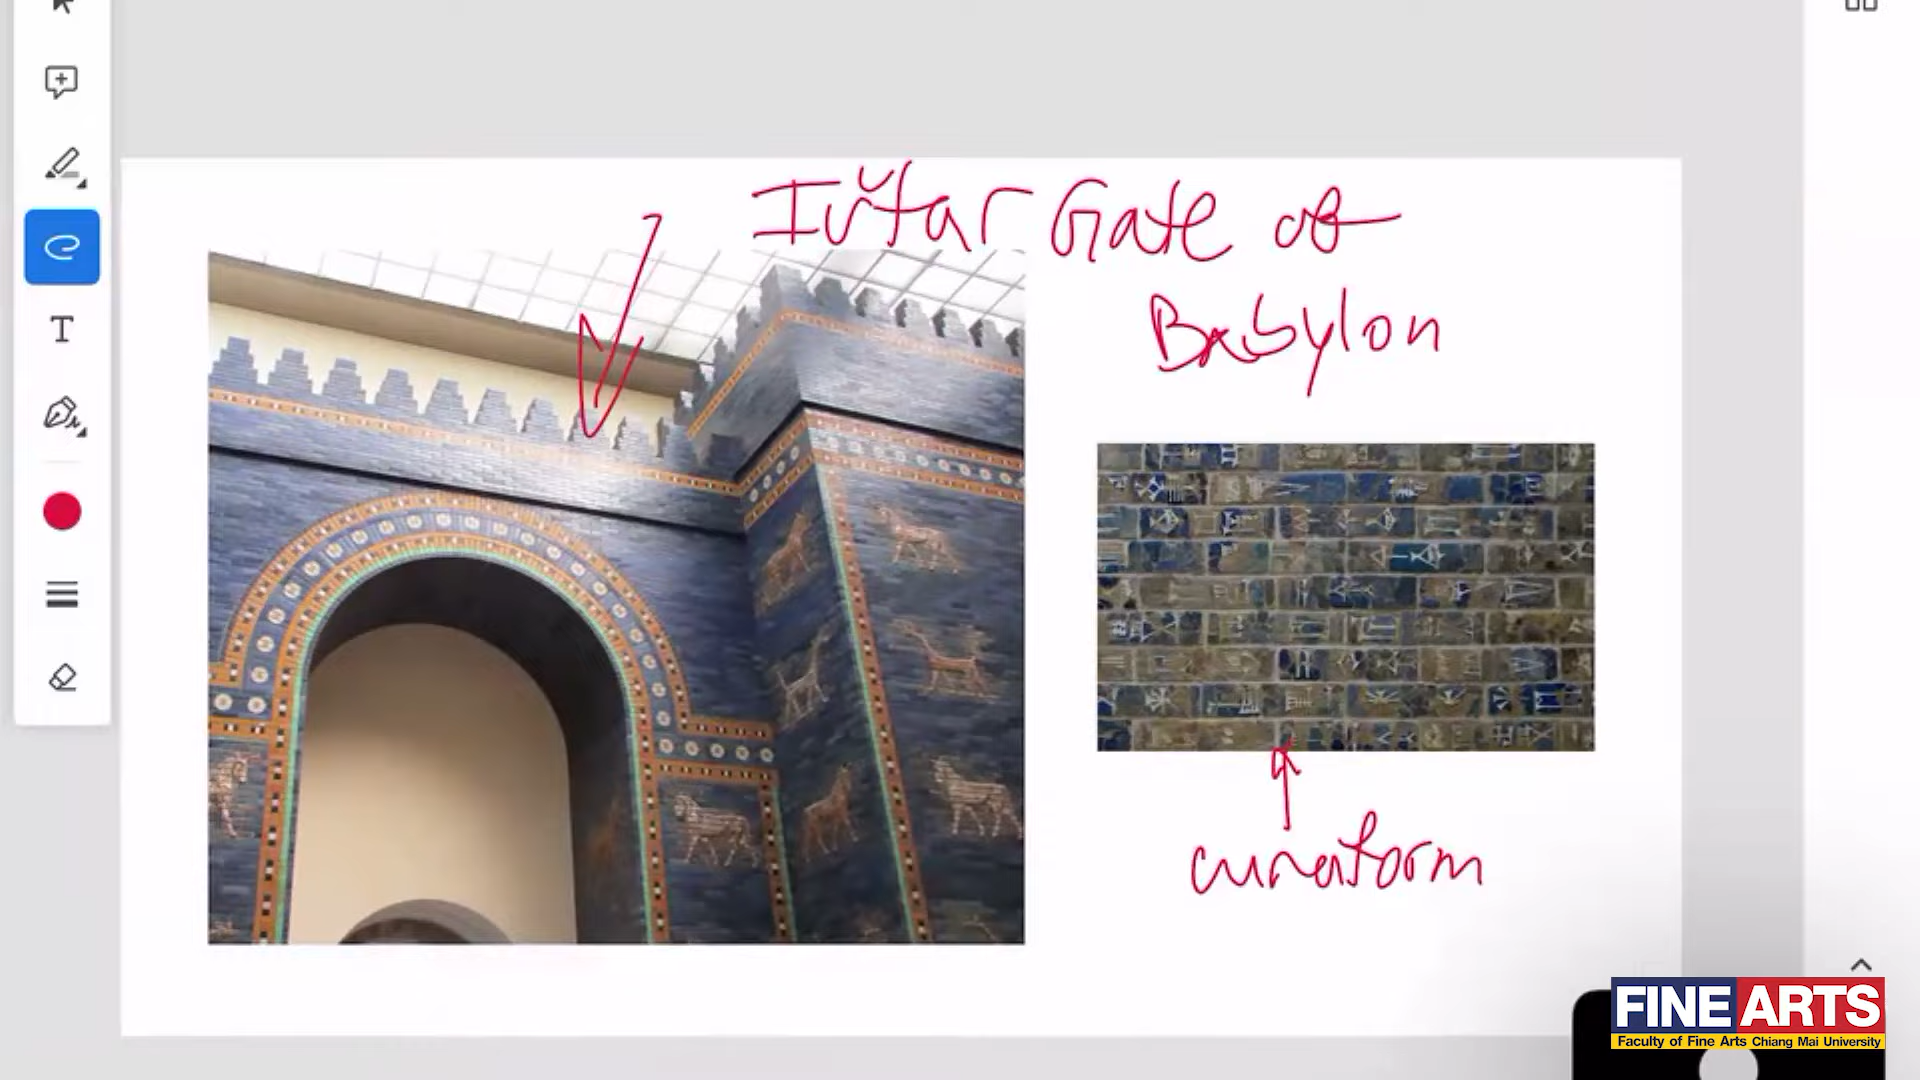 Ištar Gate of
Babylon
cuneiform
T
FINE ARTS
Faculty of Fine Arts Chiang Mai University